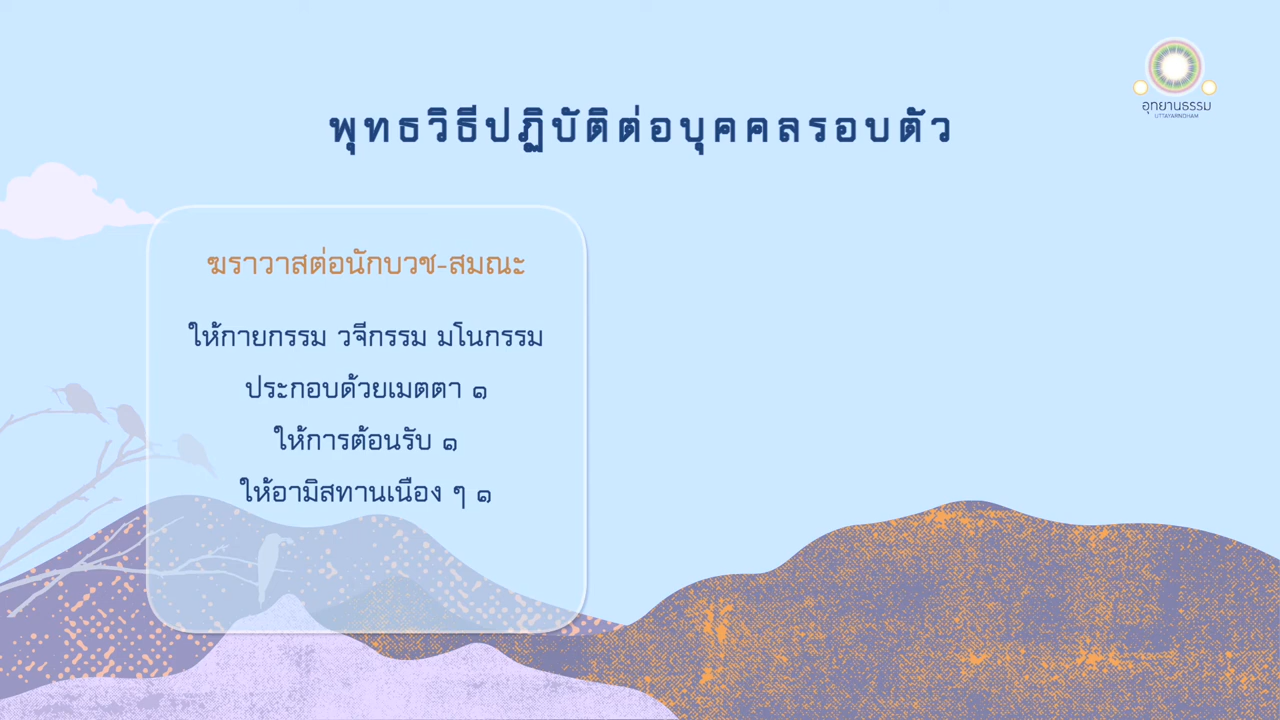 อุทยานธรรม
UTTAYARNDHAM
พุทธวิธีปฏิบัติต่อบุคคลรอบตัว
ฆราวาสต่อนักบวช-สมณะ
ให้กายกรรม วจีกรรม มโนกรรม
ประกอบด้วยเมตตา ๑
ให้การต้อนรับ ๑
ให้อามิสทานเนือง ๆ ๑